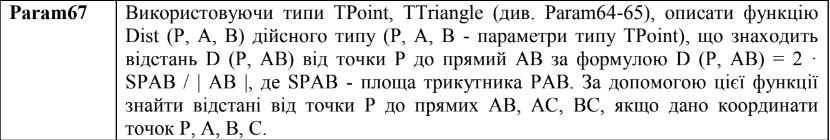 Param67 Використовуючи типи TPoint, TTriangle (див. Param64-65), описати функцію
Dist (P, A, B) дійсного типу (P, A, B - параметри типу TPoint), що знаходить
відстань D (P, AB) від точки P до прямий AB за формулою D (P, AB) = 2 ·
SPAB / | AB |, де SPAB - площа трикутника PAB. За допомогою цієї функції
знайти відстані від точки P до прямих AB, AC, BC, якщо дано координати
точок P, A, B, C.